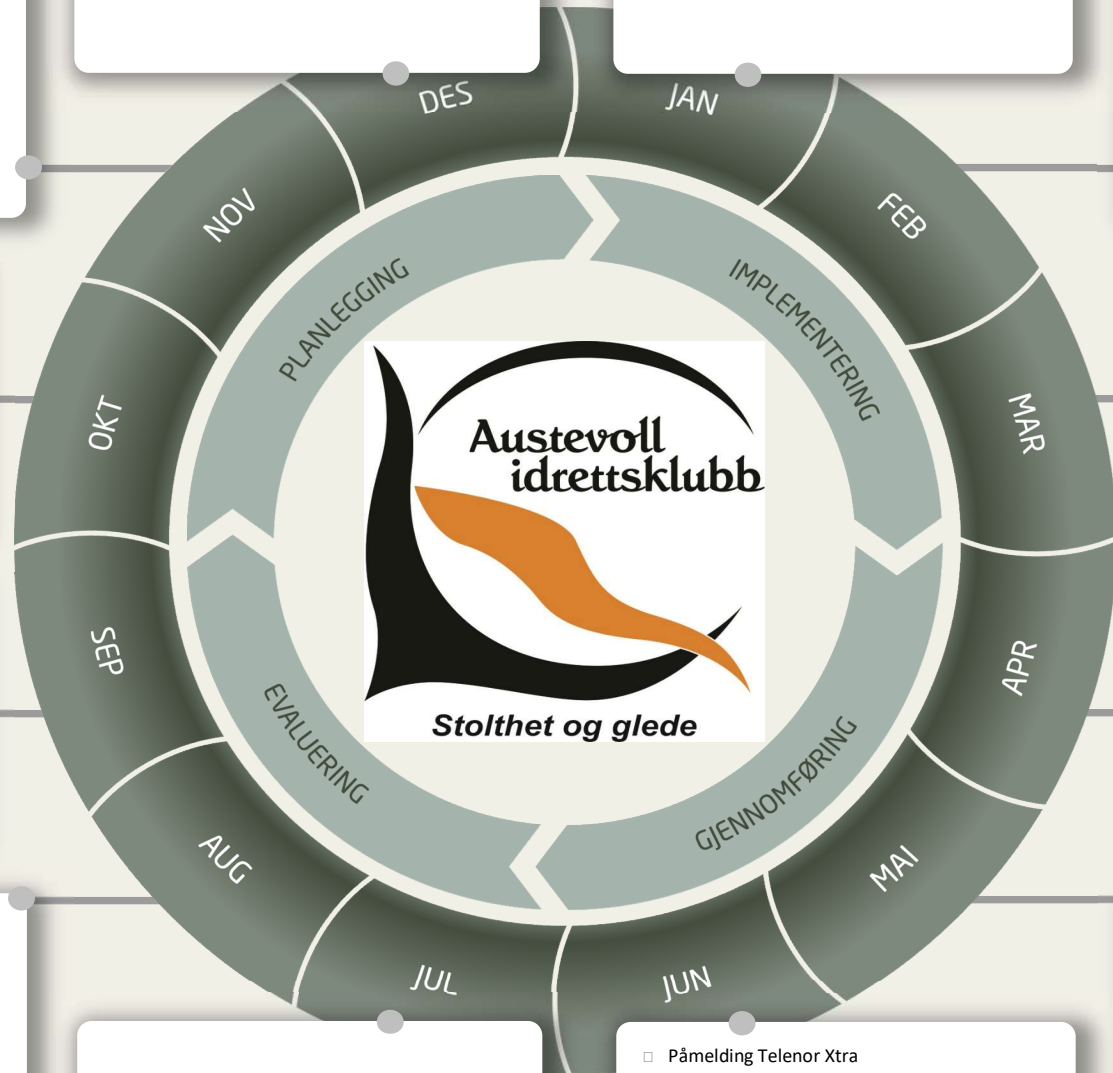 DES
JAN
NOV
FEB
PLANLEGGING
IMPLEMENTERING
OKT
MAR
Austevoll
idrettsklubb
SEP
APR
EVALUERING
Stolthet og glede
GJENNOMFØRING
AUG
MAI
JUL
JUN
Påmelding Telenor Xtra